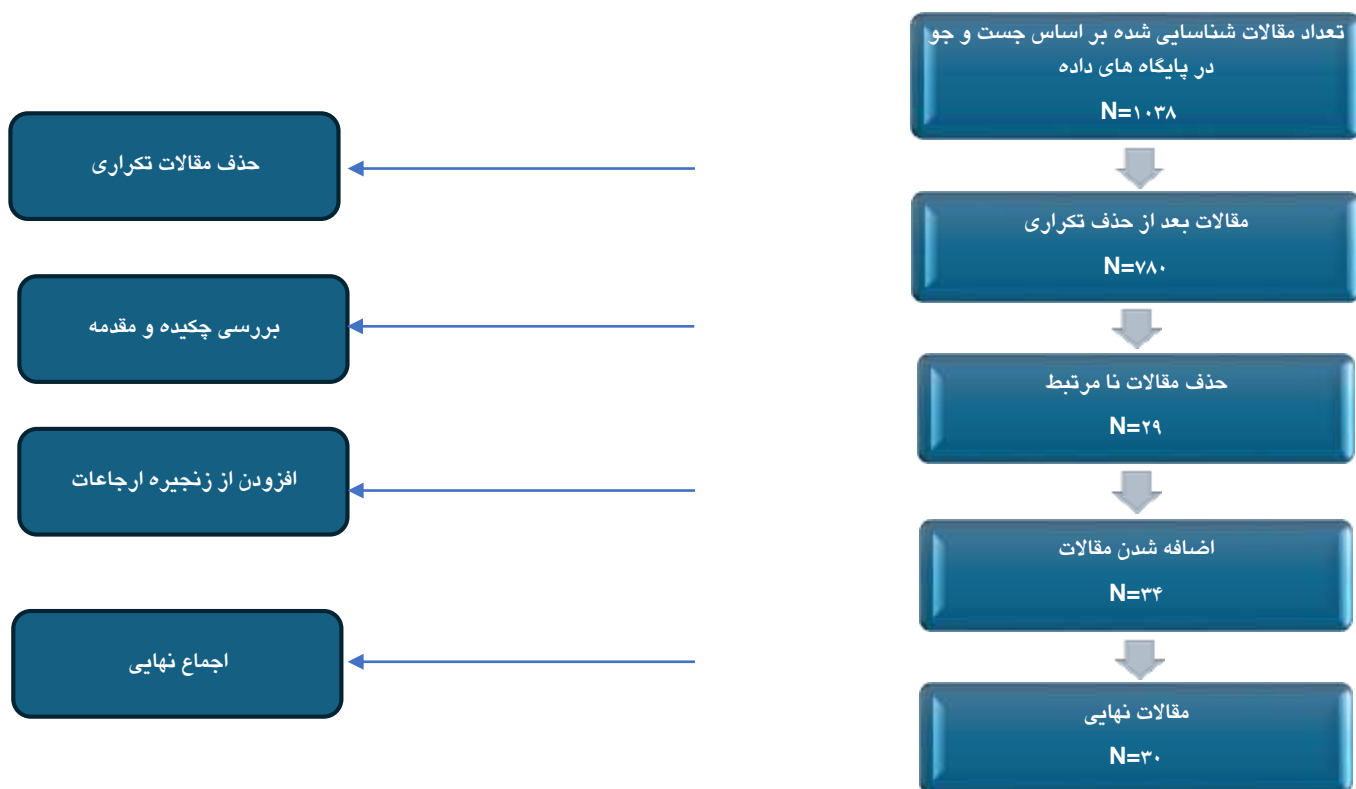 تعداد مقالات شناسایی شده بر اساس جست و جو
در پایگاه های داده
N=۱۰۳۸
حذف مقالات تکراری
مقالات بعد از حذف تکراری
N=۷۸۰
بررسی چکیده و مقدمه
حذف مقالات نا مرتبط
N=۲۹
افزودن از زنجیره ارجاعات
اضافه شدن مقالات
N=۳۴
اجماع نهایی
مقالات نهایی
N=۳۰